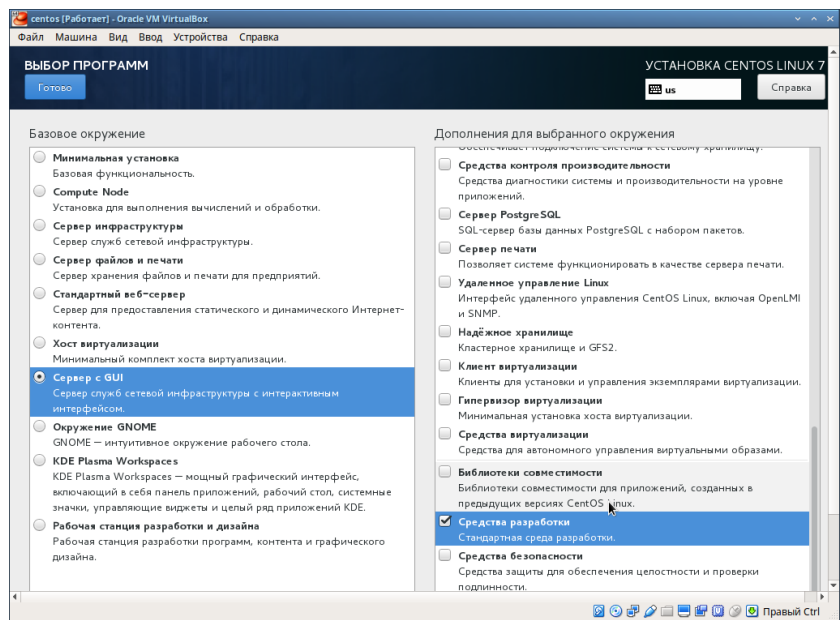 centos [Работает] - Oracle VM VirtualBox
Файл Машина Вид Ввод Устройства Справка
ВЫБОР ПРОГРАММ
УСТАНОВКА CENTOS LINUX 7
Готово
us
Справка
Базовое окружение
Минимальная установка
Базовая функциональность.
Compute Node
Установка для выполнения вычислений и обработки.
Сервер инфраструктуры
Сервер служб сетевой инфраструктуры.
Сервер файлов и печати
Сервер хранения файлов и печати для предприятий.
Стандартный веб-сервер
Сервер для предоставления статического и динамического Интернет-
контента.
Хост виртуализации
Минимальный комплект хоста виртуализации.
Сервер с GUI
Сервер служб сетевой инфраструктуры с интерактивным
интерфейсом.
Окружение GNOME
GNOME — интуитивное окружение рабочего стола.
KDE Plasma Workspaces
KDE Plasma Workspaces — мощный графический интерфейс,
включающий в себя панель приложений, рабочий стол, системные
значки, управляющие виджеты и целый ряд приложений KDE.
Рабочая станция разработки и дизайна
Рабочая станция разработки программ, контента и графического
дизайна.
Дополнения для выбранного окружения
Обеспечивает подключение системы к сетевому хранилищу.
Средства контроля производительности
Средства диагностики системы и производительности на уровне
приложений.
Сервер PostgreSQL
SQL-сервер базы данных PostgreSQL с набором пакетов.
Сервер печати
Позволяет системе функционировать в качестве сервера печати.
Удаленное управление Linux
Интерфейс удаленного управления CentOS Linux, включая OpenLMI
и SNMP.
Надёжное хранилище
Кластерное хранилище и GFS2.
Клиент виртуализации
Клиенты для установки и управления экземплярами виртуализации.
Гипервизор виртуализации
Минимальная установка хоста виртуализации.
Средства виртуализации
Средства для автономного управления виртуальными образами.
Библиотеки совместимости
Библиотеки совместимости для приложений, созданных в
предыдущих версиях CentOS Linux.
Средства разработки
Стандартная среда разработки.
Средства безопасности
Средства защиты для обеспечения целостности и проверки
подлинности.
Правый Ctrl